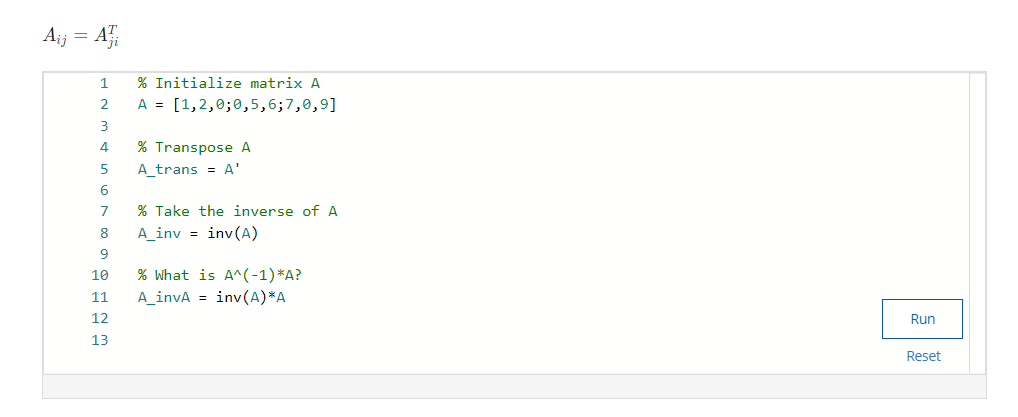 A_{ij} = A^T_{ji}
1 % Initialize matrix A
2 A = [1,2,0;0,5,6;7,0,9]
3
4 % Transpose A
5 A_trans = A'
6
7 % Take the inverse of A
8 A_inv = inv(A)
9
10 % What is A^(-1)*A?
11 A_invA = inv(A)*A
12
13
Run
Reset